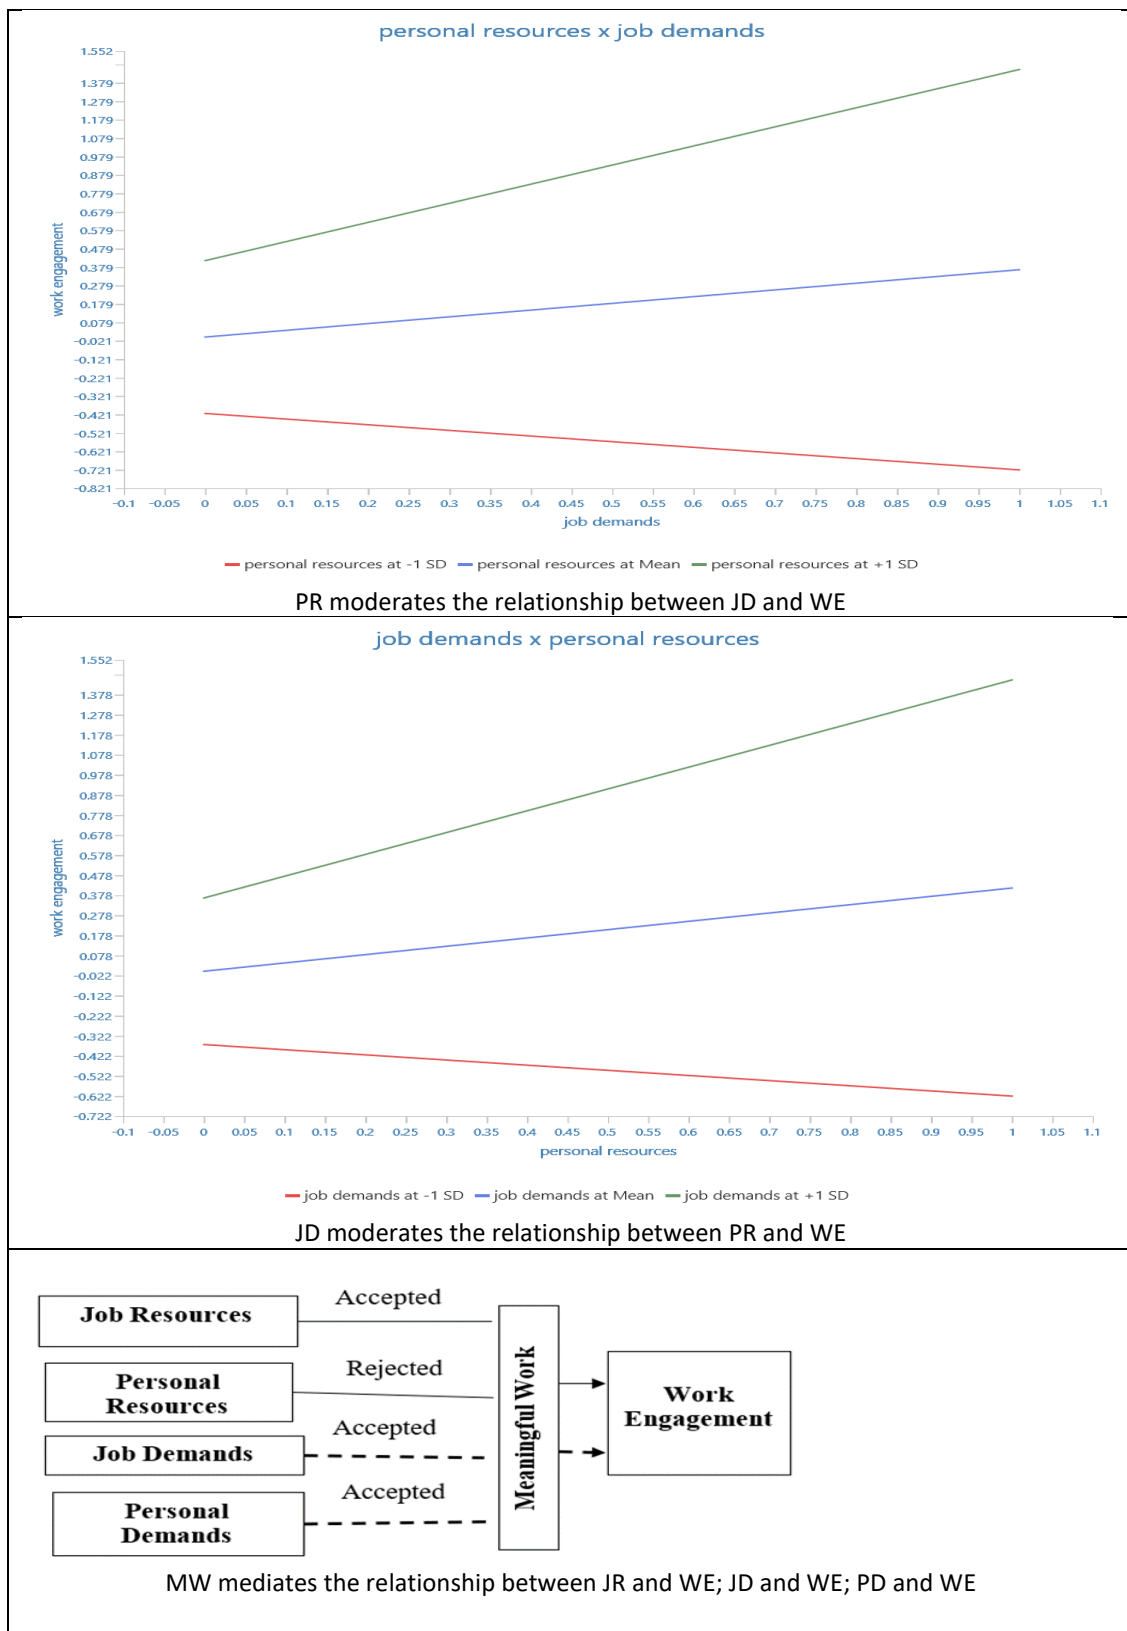 personal resources x job demands
1.552
1.379
1.279
1.179
1.079
0.979
0.879
0.779
0.679
0.579
0.479
0.379
0.279
0.179
0.079
-0.021
-0.121
-0.221
-0.321
-0.421
-0.521
-0.621
-0.721
-0.821
work engagement
-0.1 -0.05 0 0.05 0.1 0.15 0.2 0.25 0.3 0.35 0.4 0.45 0.5 0.55 0.6 0.65 0.7 0.75 0.8 0.85 0.9 0.95 1 1.05 1.1
job demands
personal resources at -1 SD personal resources at Mean personal resources at +1 SD
PR moderates the relationship between JD and WE
job demands x personal resources
1.552
1.378
1.278
1.178
1.078
0.978
0.878
0.778
0.678
0.578
0.478
0.378
0.278
0.178
0.078
-0.022
-0.122
-0.222
-0.322
-0.422
-0.522
-0.622
-0.722
work engagement
-0.1 -0.05 0 0.05 0.1 0.15 0.2 0.25 0.3 0.35 0.4 0.45 0.5 0.55 0.6 0.65 0.7 0.75 0.8 0.85 0.9 0.95 1 1.05 1.1
personal resources
job demands at -1 SD job demands at Mean job demands at +1 SD
JD moderates the relationship between PR and WE
Job Resources
Accepted
Personal
Resources
Rejected
Job Demands
Accepted
Personal
Demands
Accepted
Meaningful Work
Work
Engagement
MW mediates the relationship between JR and WE; JD and WE; PD and WE